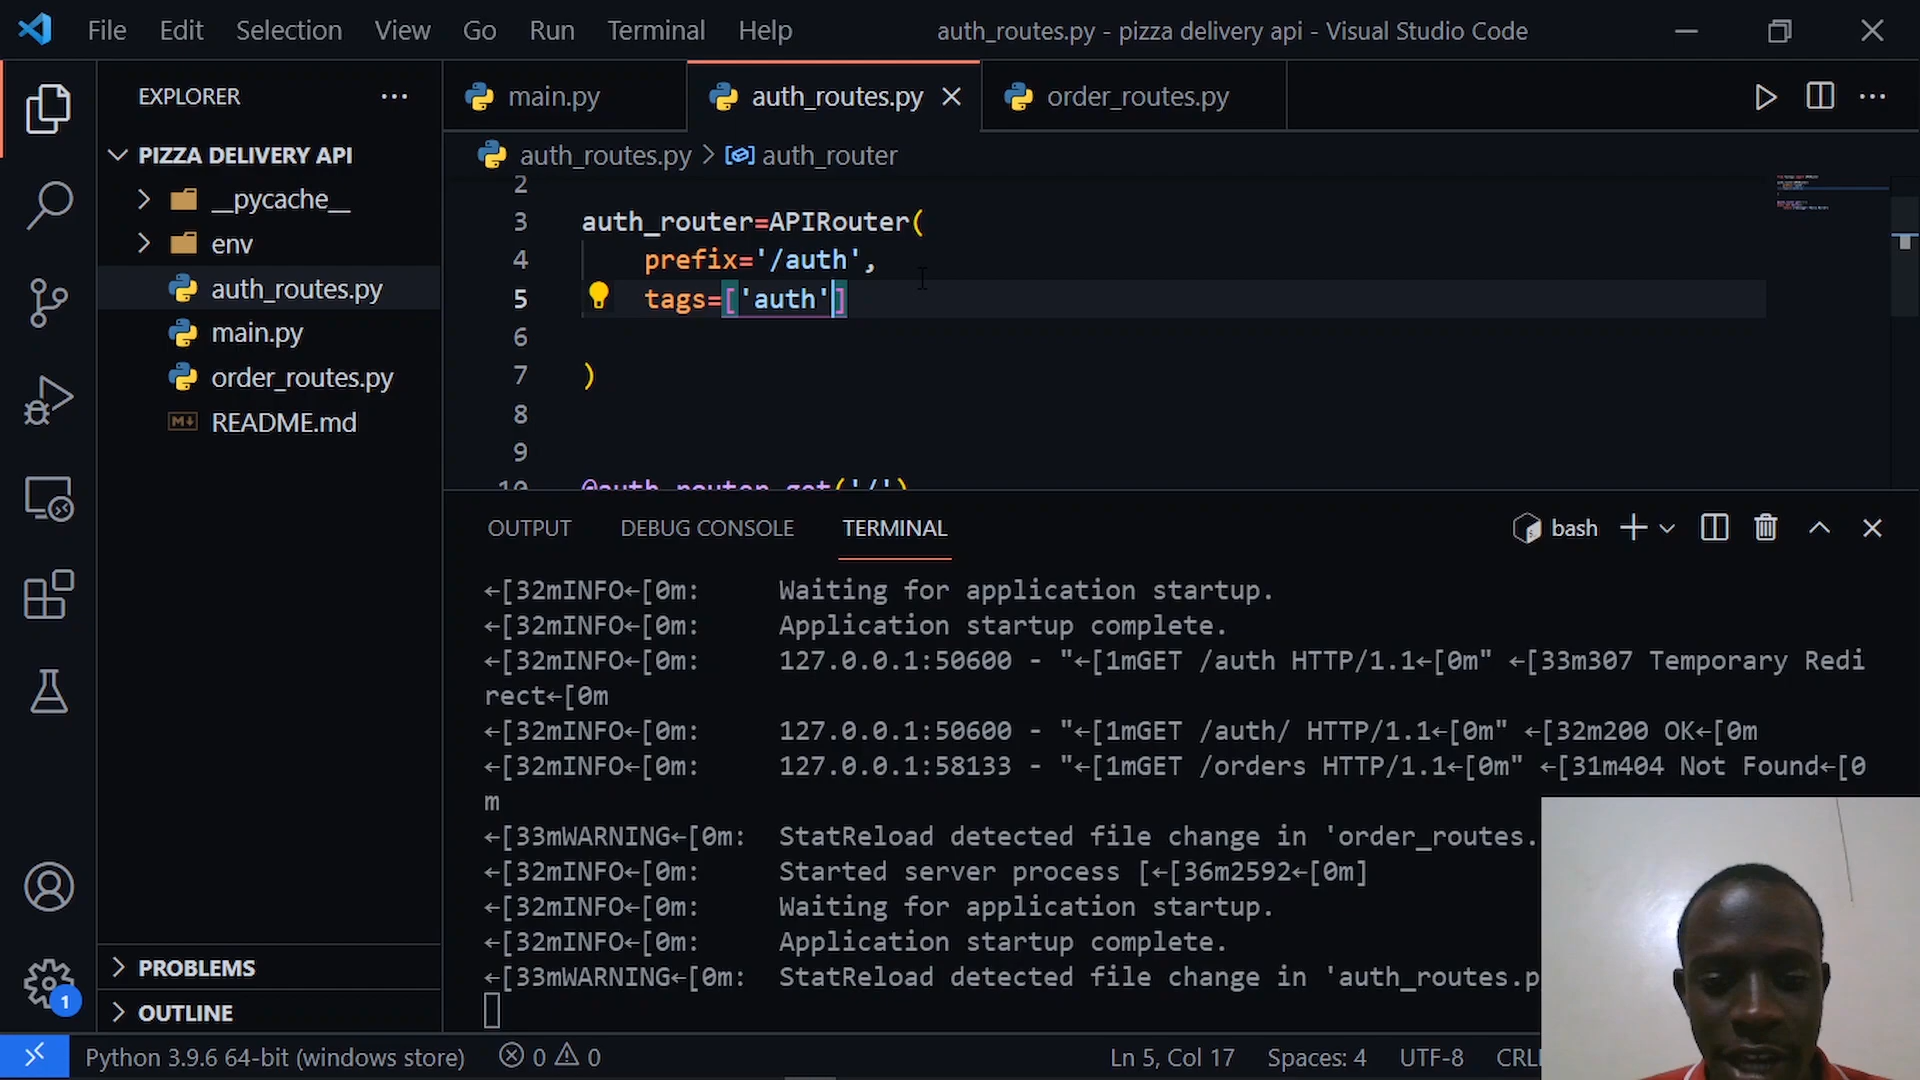 File Edit Selection View Go Run Terminal Help auth_routes.py - pizza delivery api - Visual Studio Code
EXPLORER
PIZZA DELIVERY API
__pycache__
env
auth_routes.py
main.py
order_routes.py
README.md
PROBLEMS
OUTLINE
1
main.py auth_routes.py order_routes.py
auth_routes.py > auth_router
2
3 auth_router=APIRouter(
4 prefix='/auth',
5 tags=['auth']
6
7 )
8
9
10 @auth_router.get('/')
OUTPUT DEBUG CONSOLE TERMINAL bash
←[32mINFO←[0m: Waiting for application startup.
←[32mINFO←[0m: Application startup complete.
←[32mINFO←[0m: 127.0.0.1:50600 - "←[1mGET /auth HTTP/1.1←[0m" ←[33m307 Temporary Redi
rect←[0m
←[32mINFO←[0m: 127.0.0.1:50600 - "←[1mGET /auth/ HTTP/1.1←[0m" ←[32m200 OK←[0m
←[32mINFO←[0m: 127.0.0.1:58133 - "←[1mGET /orders HTTP/1.1←[0m" ←[31m404 Not Found←[0
m
←[33mWARNING←[0m: StatReload detected file change in 'order_routes.
←[32mINFO←[0m: Started server process [←[36m2592←[0m]
←[32mINFO←[0m: Waiting for application startup.
←[32mINFO←[0m: Application startup complete.
←[33mWARNING←[0m: StatReload detected file change in 'auth_routes.p
Python 3.9.6 64-bit (windows store) 0 0 Ln 5, Col 17 Spaces: 4 UTF-8 CRL